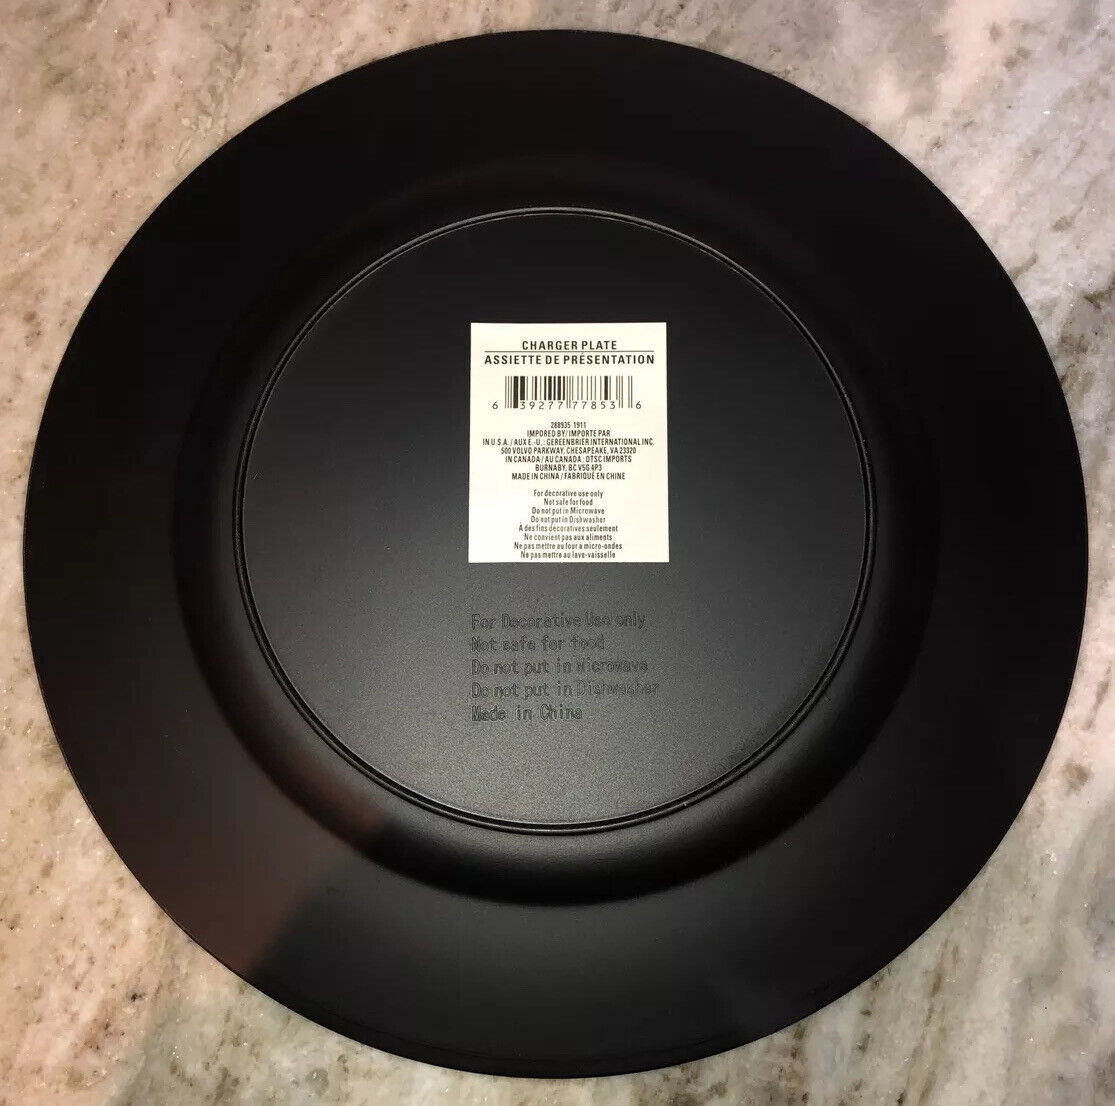 CHARGER PLATE
ASSIETTE DE PRÉSENTATION
6 39277 77853 6
288935 1911
IMPORED BY/ IMPORTÉ PAR
IN U.S.A. / AUX E.-U. : GEREENBRIER INTERNATIONAL INC.
500 VOLVO PARKWAY, CHESAPEAKE, VA 23320
IN CANADA / AU CANADA : DTSC IMPORTS
BURNABY, BC V5G 4P3
MADE IN CHINA / FABRIQUÉ EN CHINE
For decorative use only
Not safe for food
Do not put in Microwave
Do not put in Dishwasher
À des fins décoratives seulement
Ne convient pas aux aliments
Ne pas mettre au four à micro-ondes
Ne pas mettre au lave-vaisselle
For Decorative Use only
Not safe for food
Do not put in Microwave
Do not put in Dishwasher
Made in China